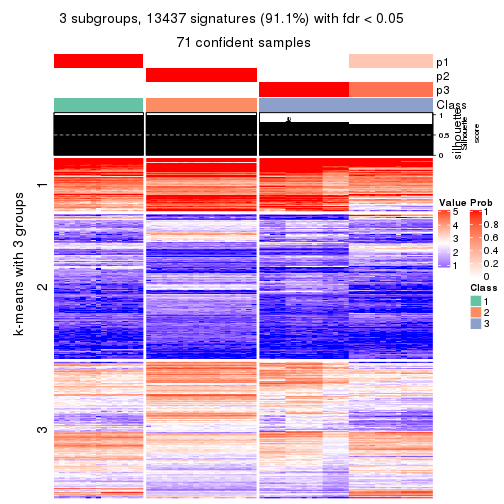 3 subgroups, 13437 signatures (91.1%) with fdr < 0.05
71 confident samples
p1
p2
p3
Class
1
0.5
0
silhouette
Silhouette
score
k-means with 3 groups
1
2
3
Value
5
4
3
2
1
Prob
1
0.8
0.6
0.4
0.2
0
Class
1
2
3